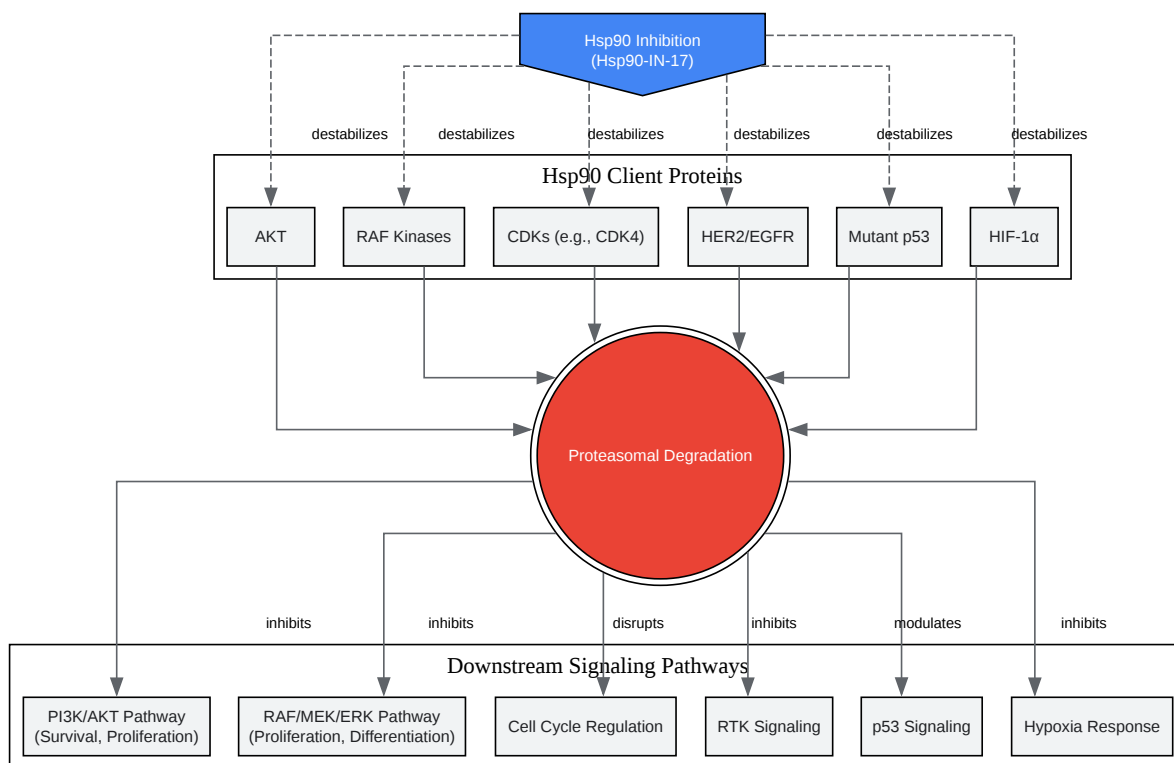 Hsp90 Inhibition
(Hsp90-IN-17)
destabilizes
destabilizes
destabilizes
destabilizes
destabilizes
destabilizes
Hsp90 Client Proteins
AKT
RAF Kinases
CDKs (e.g., CDK4)
HER2/EGFR
Mutant p53
HIF-1α
Proteasomal Degradation
inhibits
inhibits
disrupts
inhibits
modulates
inhibits
Downstream Signaling Pathways
PI3K/AKT Pathway
(Survival, Proliferation)
RAF/MEK/ERK Pathway
(Proliferation, Differentiation)
Cell Cycle Regulation
RTK Signaling
p53 Signaling
Hypoxia Response